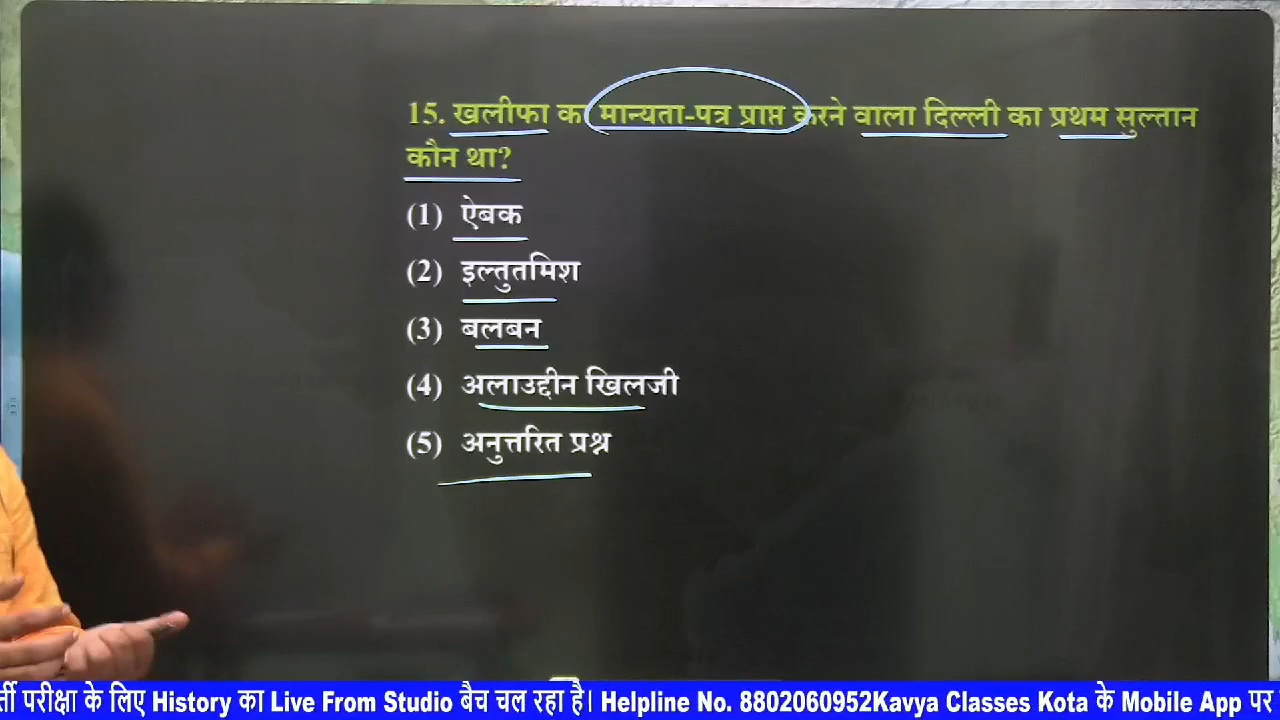 15. खलीफा का मान्यता-पत्र प्राप्त करने वाला दिल्ली का प्रथम सुल्तान
कौन था?
(1) ऐबक
(2) इल्तुतमिश
(3) बलबन
(4) अलाउद्दीन खिलजी
(5) अनुत्तरित प्रश्न
र्ती परीक्षा के लिए History का Live From Studio बैच चल रहा है। Helpline No. 8802060952Kavya Classes Kota के Mobile App पर